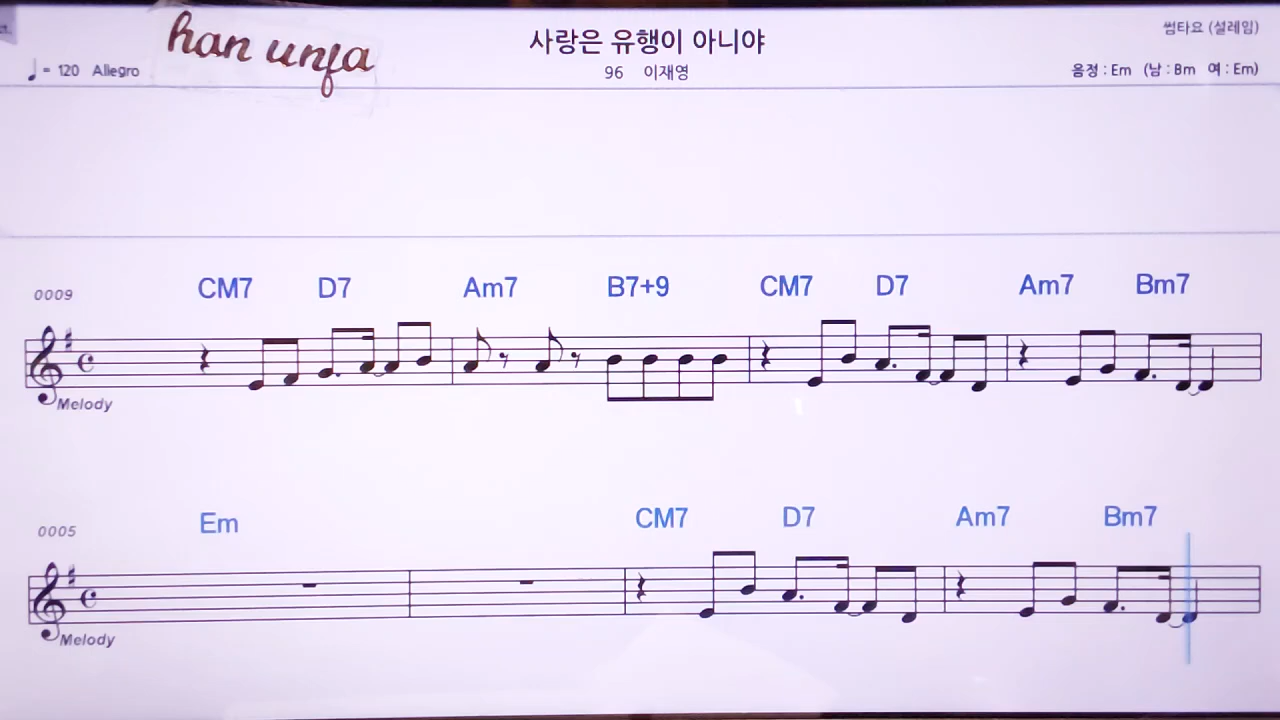 han unfa
사랑은 유행이 아니야
썸타요 (설레임)
♩= 120 Allegro
96 이재영
음정 : Em (남 : Bm 여 : Em)
CM7 D7 Am7 B7+9 CM7 D7 Am7 Bm7
0009
Melody
Em CM7 D7 Am7 Bm7
0005
Melody